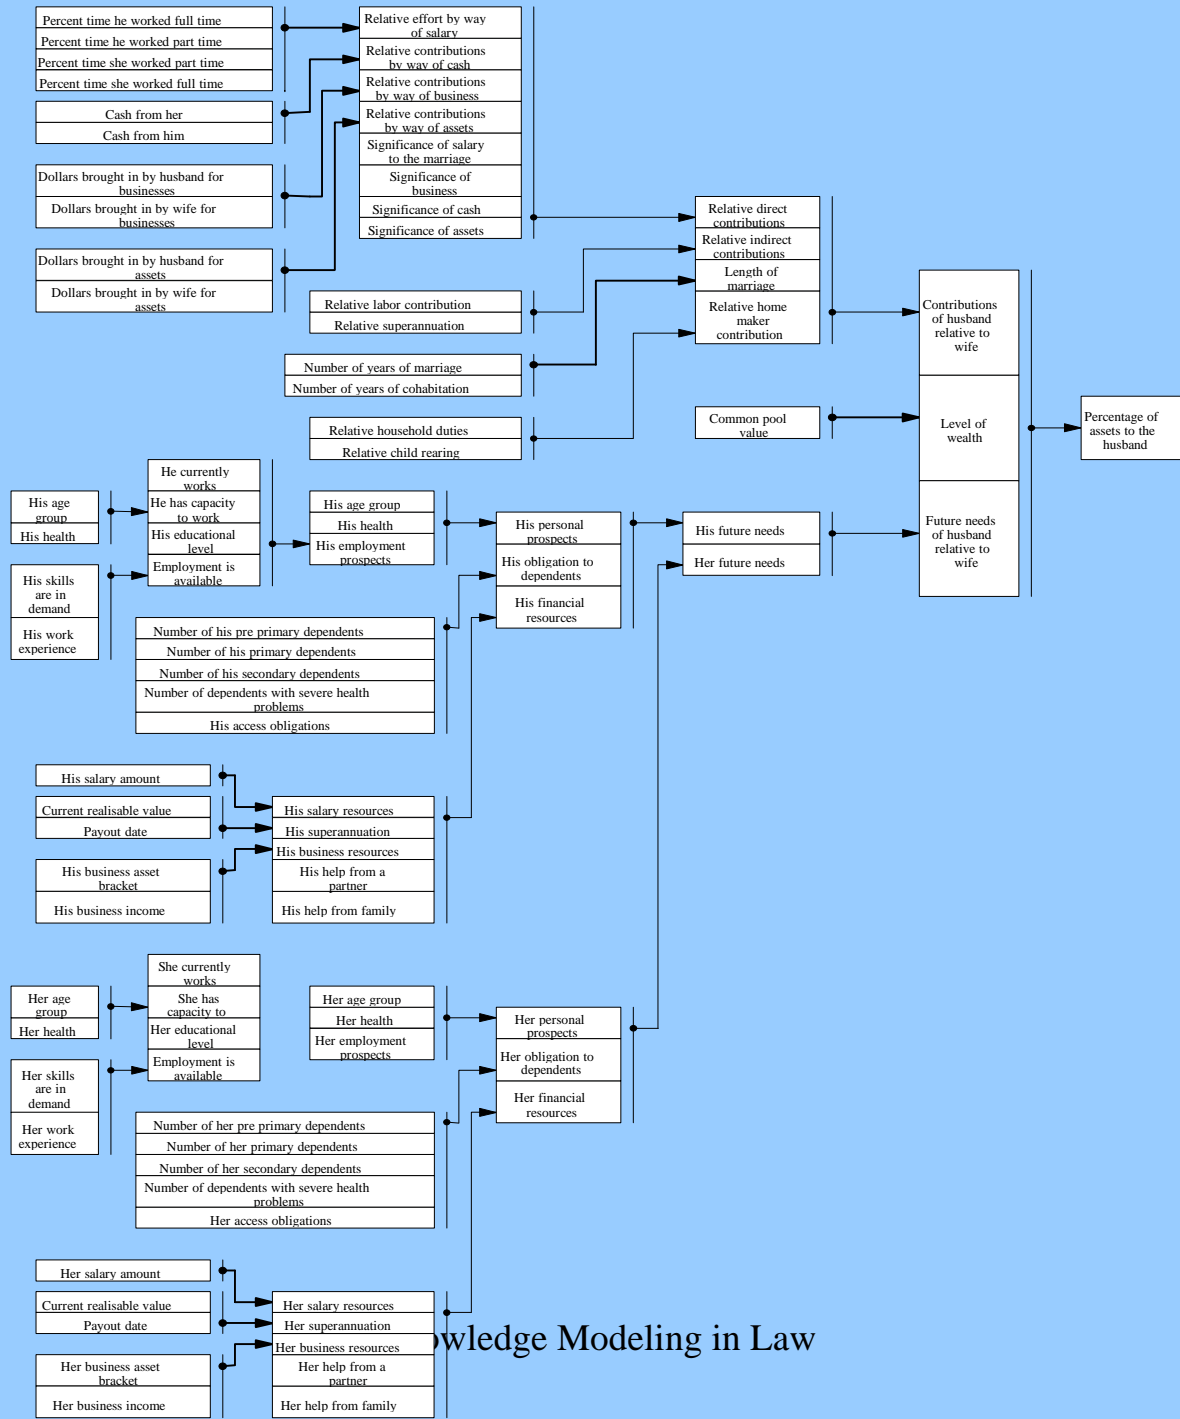 Percent time he worked full time
Percent time he worked part time
Percent time she worked part time
Percent time she worked full time
Cash from her
Cash from him
Dollars brought in by husband for
businesses
Dollars brought in by wife for
businesses
Dollars brought in by husband for
assets
Dollars brought in by wife for
assets
Relative effort by way
of salary
Relative contributions
by way of cash
Relative contributions
by way of business
Relative contributions
by way of assets
Significance of salary
to the marriage
Significance of
business
Significance of cash
Significance of assets
Relative labor contribution
Relative superannuation
Number of years of marriage
Number of years of cohabitation
Relative household duties
Relative child rearing
Relative direct
contributions
Relative indirect
contributions
Length of
marriage
Relative home
maker
contribution
Common pool
value
Contributions
of husband
relative to
wife
Level of
wealth
Future needs
of husband
relative to
wife
Percentage of
assets to the
husband
His age
group
His health
His skills
are in
demand
His work
experience
He currently
works
He has capacity
to work
His educational
level
Employment is
available
His age group
His health
His employment
prospects
Number of his pre primary dependents
Number of his primary dependents
Number of his secondary dependents
Number of dependents with severe health
problems
His access obligations
His personal
prospects
His obligation to
dependents
His financial
resources
His future needs
Her future needs
His salary amount
Current realisable value
Payout date
His business asset
bracket
His business income
His salary resources
His superannuation
His business resources
His help from a
partner
His help from family
Her age
group
Her health
Her skills
are in
demand
Her work
experience
She currently
works
She has
capacity to
Her educational
level
Employment is
available
Her age group
Her health
Her employment
prospects
Number of her pre primary dependents
Number of her primary dependents
Number of her secondary dependents
Number of dependents with severe health
problems
Her access obligations
Her personal
prospects
Her obligation to
dependents
Her financial
resources
Her salary amount
Current realisable value
Payout date
Her business asset
bracket
Her business income
Her salary resources
Her superannuation
Her business resources
Her help from a
partner
Her help from family
owledge Modeling in Law